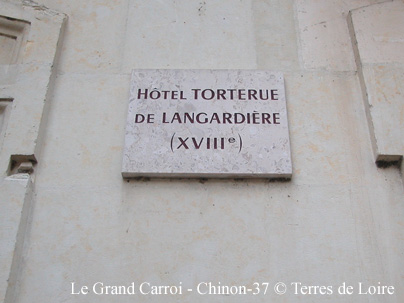 HÔTEL TORTERUE
DE LANGARDIÈRE
(XVIIIe)
Le Grand Carroi - Chinon-37 © Terres de Loire